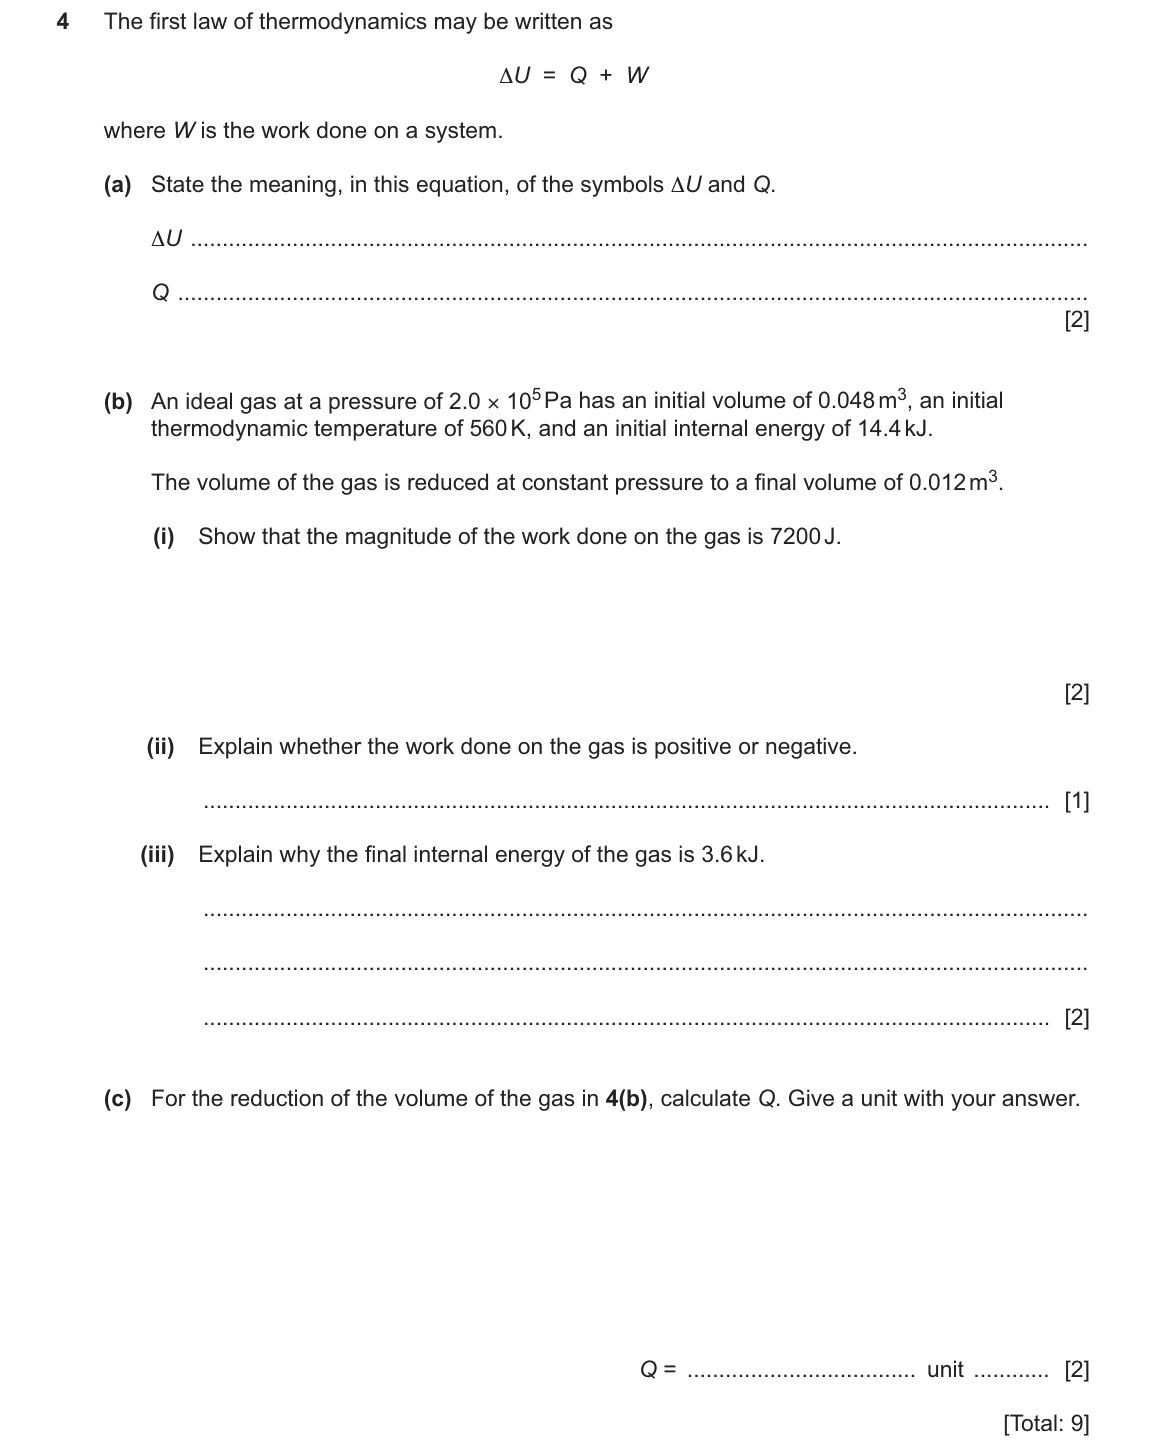 4 The first law of thermodynamics may be written as
ΔU = Q + W
where W is the work done on a system.
(a) State the meaning, in this equation, of the symbols ΔU and Q.
ΔU ..........................................................................................................................................
Q ............................................................................................................................................
[2]
(b) An ideal gas at a pressure of 2.0 × 10⁵ Pa has an initial volume of 0.048 m³, an initial
thermodynamic temperature of 560 K, and an initial internal energy of 14.4 kJ.
The volume of the gas is reduced at constant pressure to a final volume of 0.012 m³.
(i) Show that the magnitude of the work done on the gas is 7200 J.
[2]
(ii) Explain whether the work done on the gas is positive or negative.
.................................................................................................................................. [1]
(iii) Explain why the final internal energy of the gas is 3.6 kJ.
........................................................................................................................................
........................................................................................................................................
.................................................................................................................................. [2]
(c) For the reduction of the volume of the gas in 4(b), calculate Q. Give a unit with your answer.
Q = .................................... unit ............ [2]
[Total: 9]